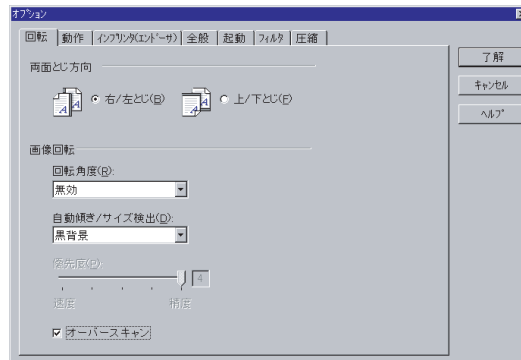 オプション
回転 動作 インプリンタ(エンドーサ) 全般 起動 フィルタ 圧縮
了解
キャンセル
ヘルプ
両面とじ方向
右/左とじ(B) 上/下とじ(F)
画像回転
回転角度(R):
無効
自動傾き/サイズ検出(D):
黒背景
優先度(P):
4
速度 精度
オーバースキャン